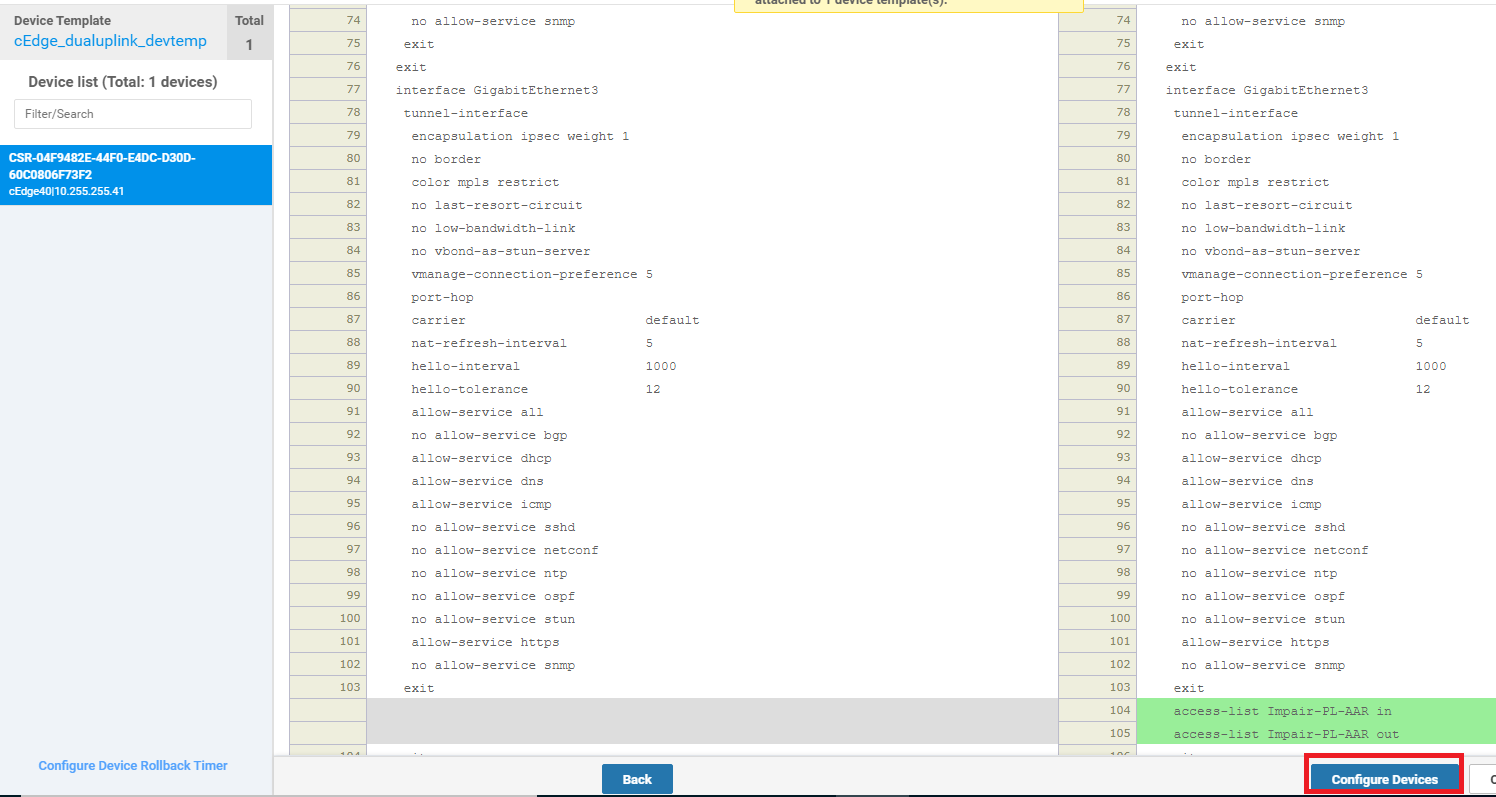 attached to 1 device template(s).
Device Template
cEdge_dualuplink_devtemp
Total
1
Device list (Total: 1 devices)
Filter/Search
CSR-04F9482E-44F0-E4DC-D30D-
60C0806F73F2
cEdge40|10.255.255.41
Configure Device Rollback Timer
74 no allow-service snmp
75 exit
76 exit
77 interface GigabitEthernet3
78 tunnel-interface
79 encapsulation ipsec weight 1
80 no border
81 color mpls restrict
82 no last-resort-circuit
83 no low-bandwidth-link
84 no vbond-as-stun-server
85 vmanage-connection-preference 5
86 port-hop
87 carrier default
88 nat-refresh-interval 5
89 hello-interval 1000
90 hello-tolerance 12
91 allow-service all
92 no allow-service bgp
93 allow-service dhcp
94 allow-service dns
95 allow-service icmp
96 no allow-service sshd
97 no allow-service netconf
98 no allow-service ntp
99 no allow-service ospf
100 no allow-service stun
101 allow-service https
102 no allow-service snmp
103 exit
74 no allow-service snmp
75 exit
76 exit
77 interface GigabitEthernet3
78 tunnel-interface
79 encapsulation ipsec weight 1
80 no border
81 color mpls restrict
82 no last-resort-circuit
83 no low-bandwidth-link
84 no vbond-as-stun-server
85 vmanage-connection-preference 5
86 port-hop
87 carrier default
88 nat-refresh-interval 5
89 hello-interval 1000
90 hello-tolerance 12
91 allow-service all
92 no allow-service bgp
93 allow-service dhcp
94 allow-service dns
95 allow-service icmp
96 no allow-service sshd
97 no allow-service netconf
98 no allow-service ntp
99 no allow-service ospf
100 no allow-service stun
101 allow-service https
102 no allow-service snmp
103 exit
104 access-list Impair-PL-AAR in
105 access-list Impair-PL-AAR out
Back
Configure Devices